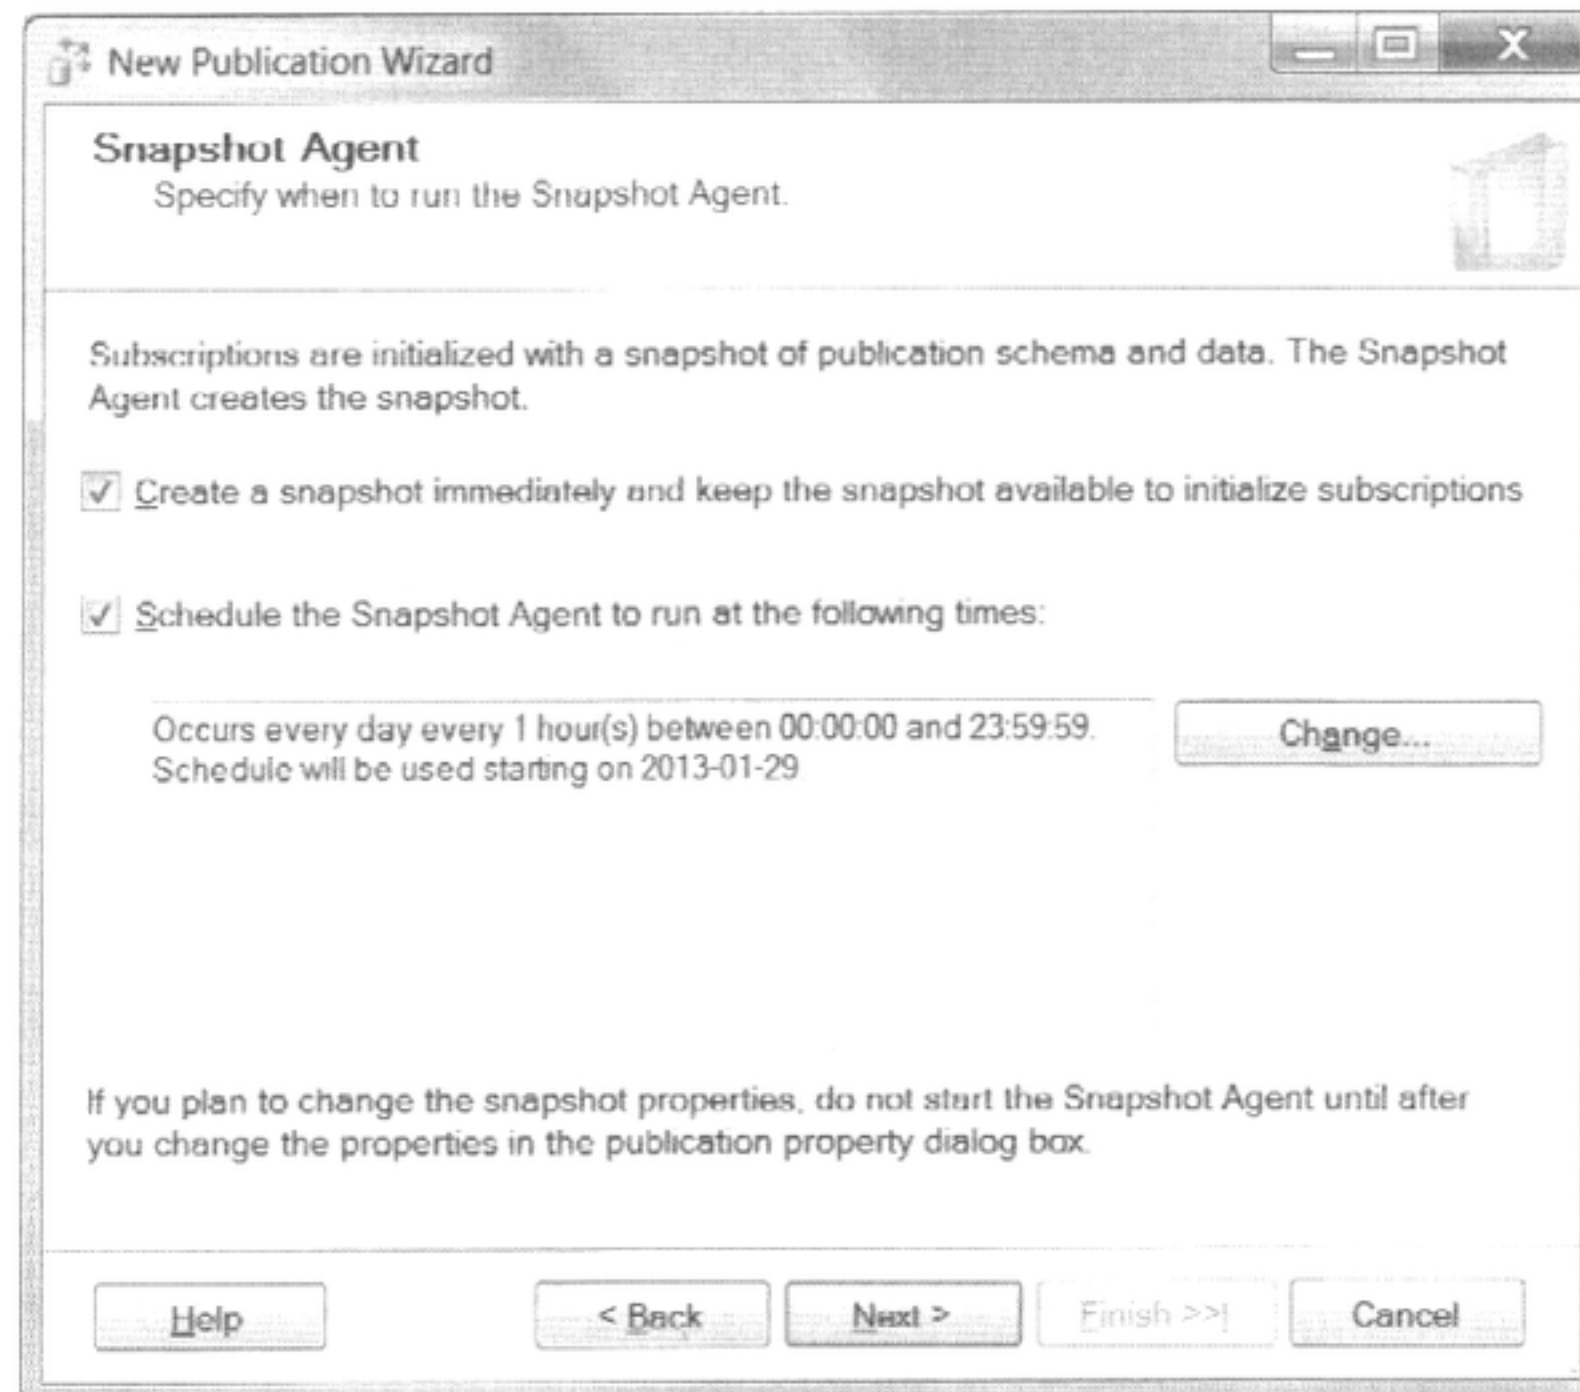 New Publication Wizard
Snapshot Agent
Specify when to run the Snapshot Agent.
Subscriptions are initialized with a snapshot of publication schema and data. The Snapshot
Agent creates the snapshot.
Create a snapshot immediately and keep the snapshot available to initialize subscriptions
Schedule the Snapshot Agent to run at the following times:
Occurs every day every 1 hour(s) between 00:00:00 and 23:59:59.
Schedule will be used starting on 2013-01-29
Change...
If you plan to change the snapshot properties, do not start the Snapshot Agent until after
you change the properties in the publication property dialog box.
Help
< Back
Next >
Finish >>|
Cancel